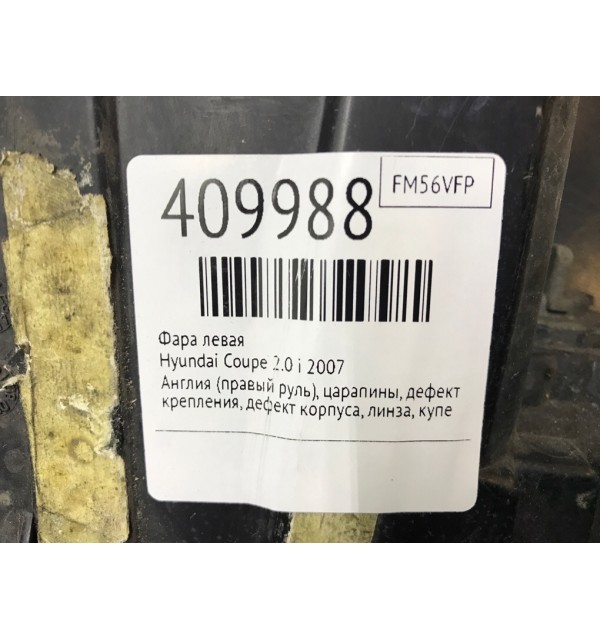 409988
FM56VFP
Фара левая
Hyundai Coupe 2.0 i 2007
Англия (правый руль), царапины, дефект
крепления, дефект корпуса, линза, купе